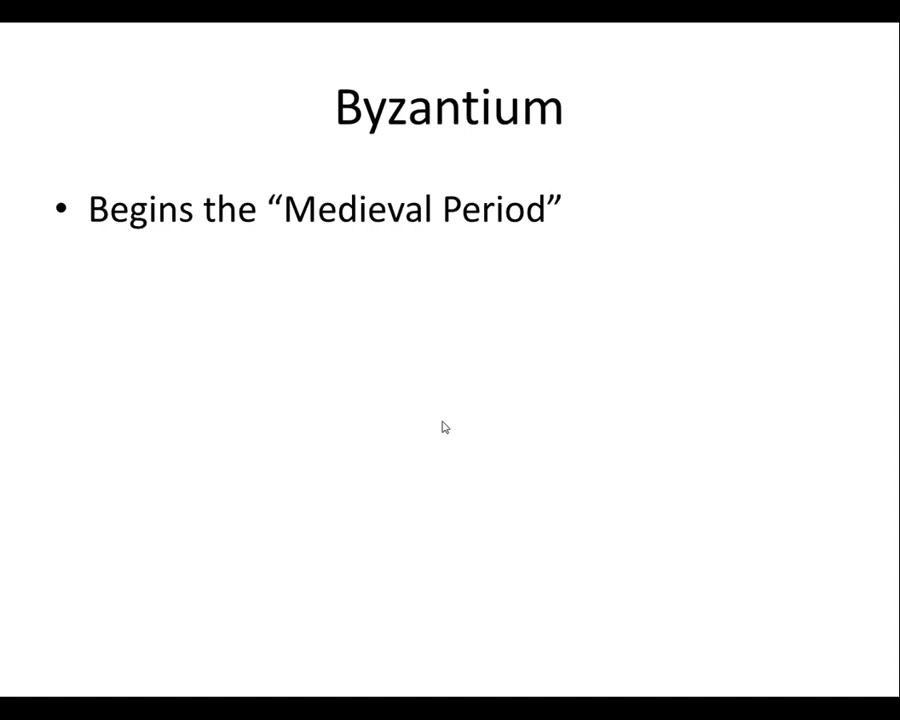 Byzantium
• Begins the “Medieval Period”